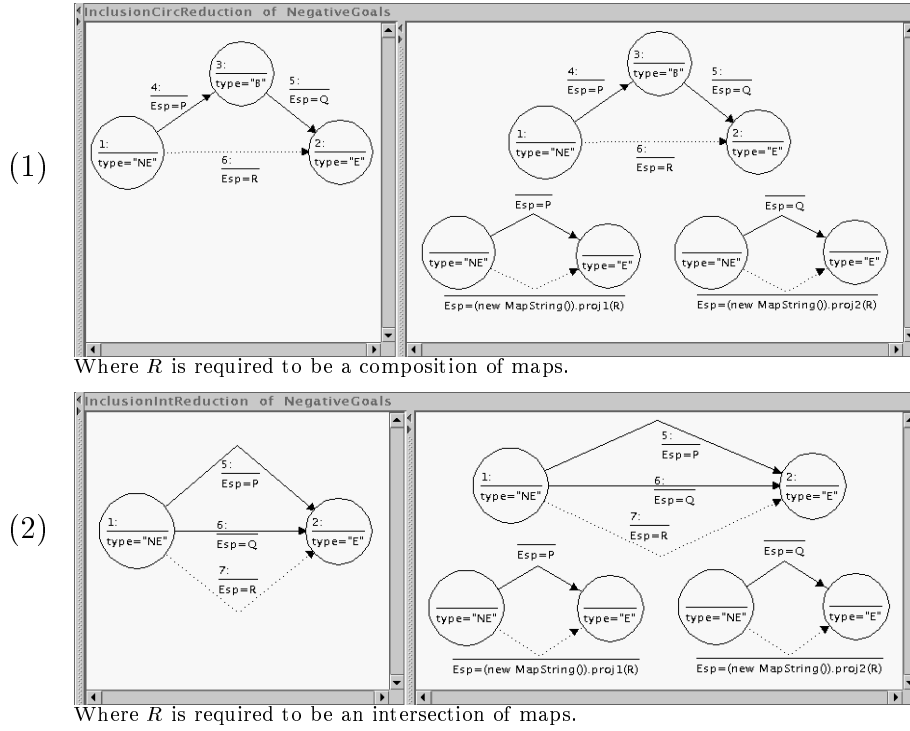 (1)
InclusionCircReduction of NegativeGoals
3:
type="B"
4:
Esp=P
5:
Esp=Q
1:
type="NE"
2:
type="E"
6:
Esp=R
3:
type="B"
4:
Esp=P
5:
Esp=Q
1:
type="NE"
2:
type="E"
6:
Esp=R
Esp=P
type="NE"
type="E"
Esp=(new MapString()).proj1(R)
Esp=Q
type="NE"
type="E"
Esp=(new MapString()).proj2(R)
Where R is required to be a composition of maps.
(2)
InclusionIntReduction of NegativeGoals
5:
Esp=P
1:
type="NE"
6:
Esp=Q
2:
type="E"
7:
Esp=R
5:
Esp=P
1:
type="NE"
6:
Esp=Q
2:
type="E"
7:
Esp=R
Esp=P
type="NE"
type="E"
Esp=(new MapString()).proj1(R)
Esp=Q
type="NE"
type="E"
Esp=(new MapString()).proj2(R)
Where R is required to be an intersection of maps.